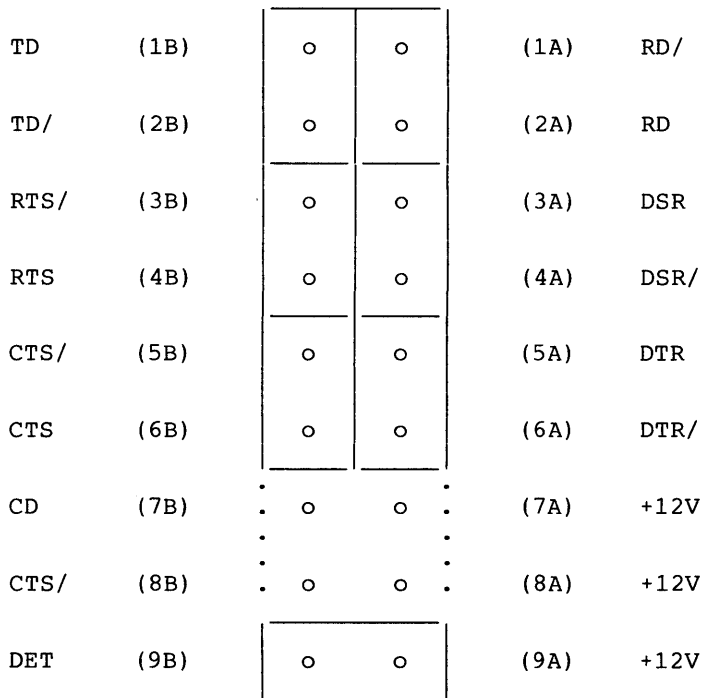 TD (1B) (1A) RD/
TD/ (2B) (2A) RD
RTS/ (3B) (3A) DSR
RTS (4B) (4A) DSR/
CTS/ (5B) (5A) DTR
CTS (6B) (6A) DTR/
CD (7B) (7A) +12V
CTS/ (8B) (8A) +12V
DET (9B) (9A) +12V